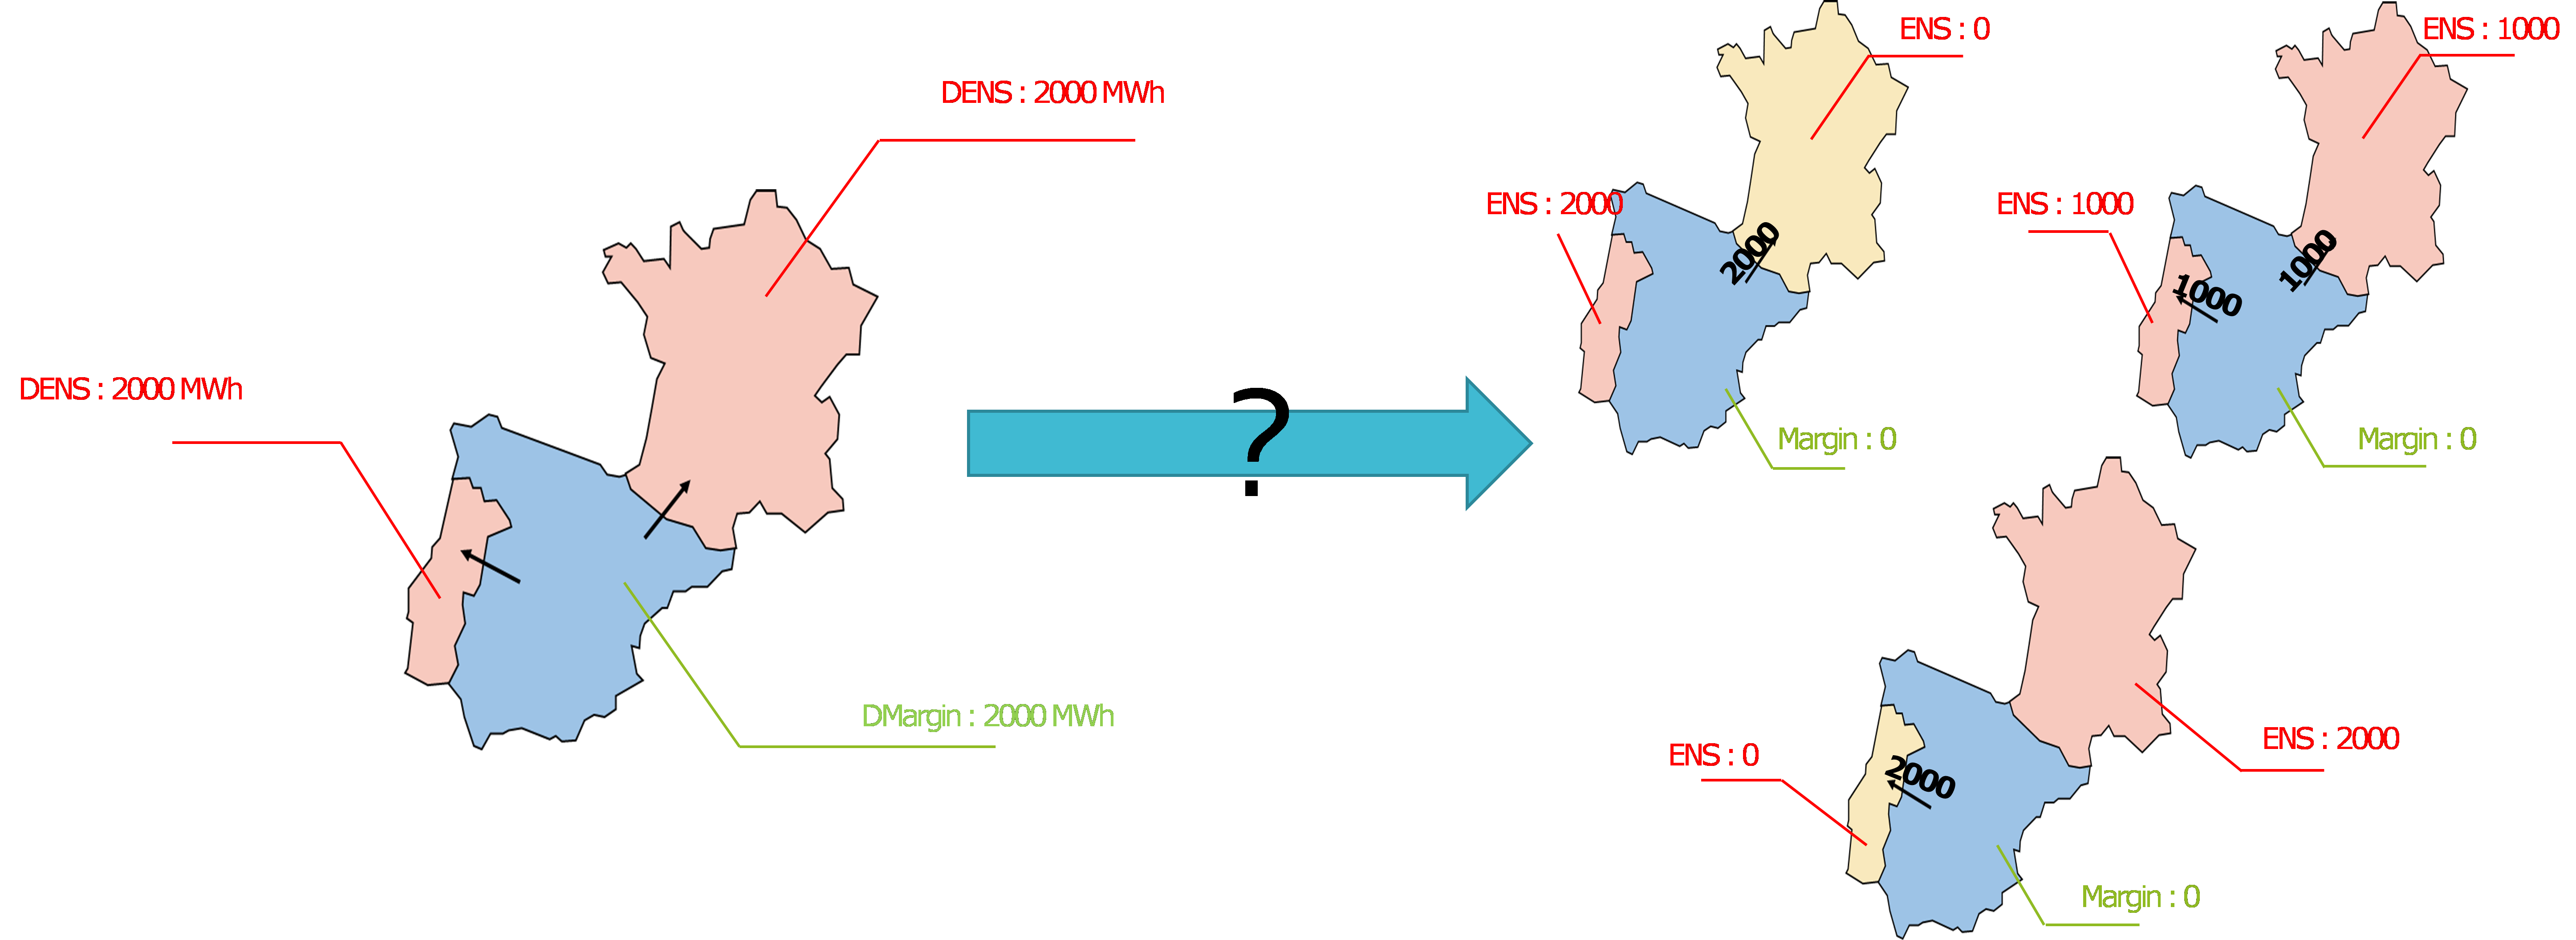 DENS : 2000 MWh
DENS : 2000 MWh
DMargin : 2000 MWh
?
ENS : 0
ENS : 2000
2000
Margin : 0
ENS : 1000
ENS : 1000
1000
1000
Margin : 0
ENS : 0
2000
ENS : 2000
Margin : 0